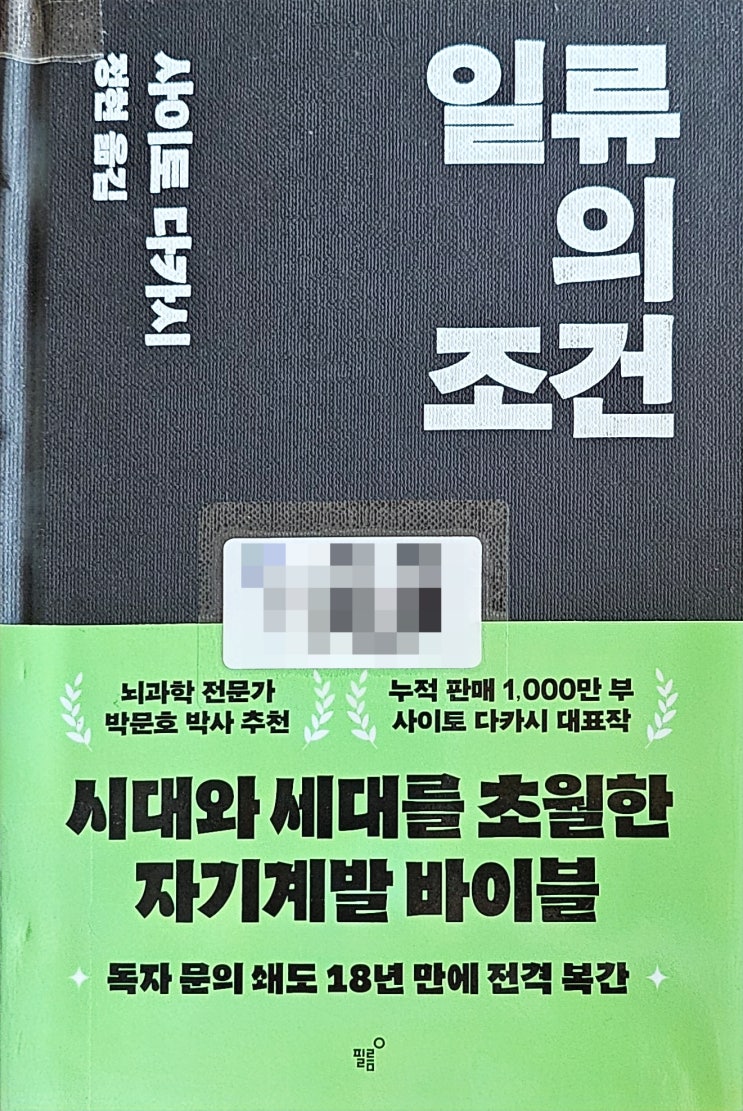 일류
의
조건
사이토 다카시
정현 옮김
뇌과학 전문가
박문호 박사 추천
누적 판매 1,000만 부
사이토 다카시 대표작
시대와 세대를 초월한
자기계발 바이블
독자 문의 쇄도 18년 만에 전격 복간
필름